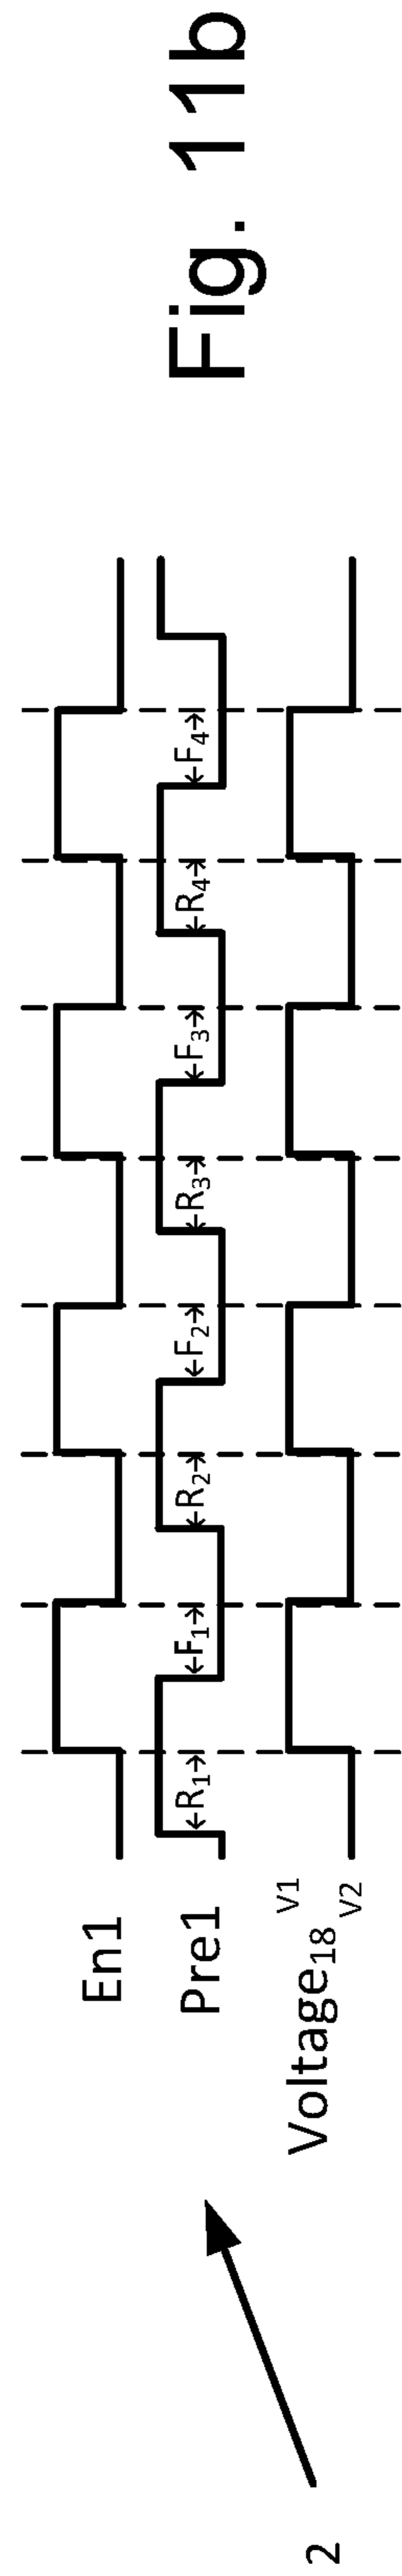 En1
Pre1
←R₁→ ←F₁→ ←R₂→ ←F₂→ ←R₃→ ←F₃→ ←R₄→ ←F₄→
V1
Voltage₁₈
V2
2
Fig. 11b